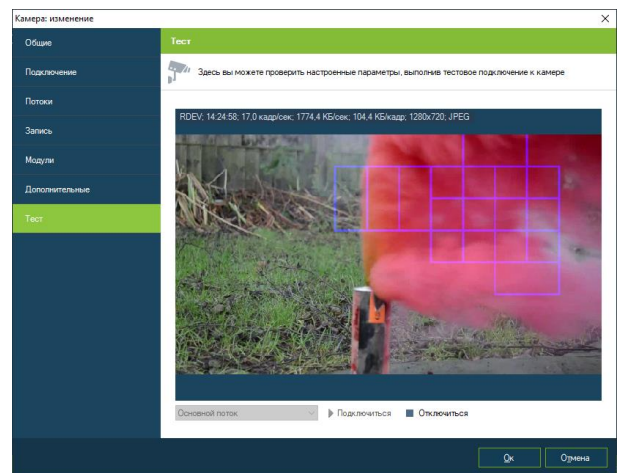 Камера: изменение
Общие
Подключение
Потоки
Запись
Модули
Дополнительные
Тест
Тест
Здесь вы можете проверить настроенные параметры, выполнив тестовое подключение к камере
RDEV; 14:24:58; 17,0 кадр/сек; 1774,4 КБ/сек; 104,4 КБ/кадр; 1280x720; JPEG
Основной поток
Подключиться
Отключиться
Ок
Отмена